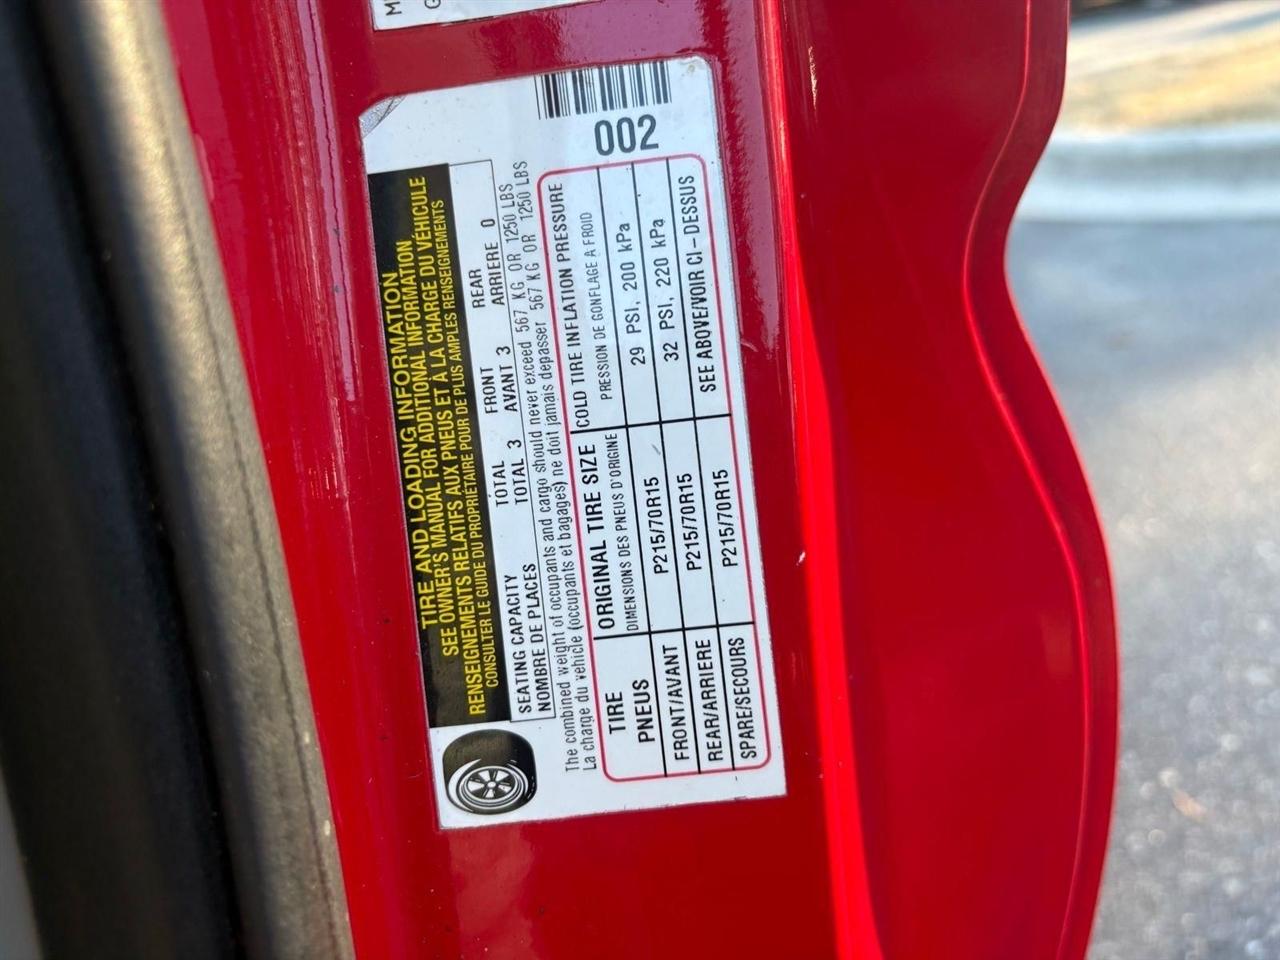 M
G
002
TIRE AND LOADING INFORMATION
SEE OWNER'S MANUAL FOR ADDITIONAL INFORMATION
RENSEIGNEMENTS RELATIFS AUX PNEUS ET À LA CHARGE DU VÉHICULE
CONSULTER LE GUIDE DU PROPRIÉTAIRE POUR DE PLUS AMPLES RENSEIGNEMENTS
SEATING CAPACITY TOTAL FRONT REAR
NOMBRE DE PLACES TOTAL 3 AVANT 3 ARRIERE 0
The combined weight of occupants and cargo should never exceed 567 KG OR 1250 LBS
La charge du vehicle (occupants et bagages) ne doit jamais depasser 567 KG OR 1250 LBS
TIRE ORIGINAL TIRE SIZE COLD TIRE INFLATION PRESSURE
PNEUS DIMENSIONS DES PNEUS D'ORIGINE PRESSION DE GONFLAGE À FROID
FRONT/AVANT P215/70R15 29 PSI, 200 kPa
REAR/ARRIERE P215/70R15 32 PSI, 220 kPa
SPARE/SECOURS P215/70R15 SEE ABOVE/VOIR CI-DESSUS